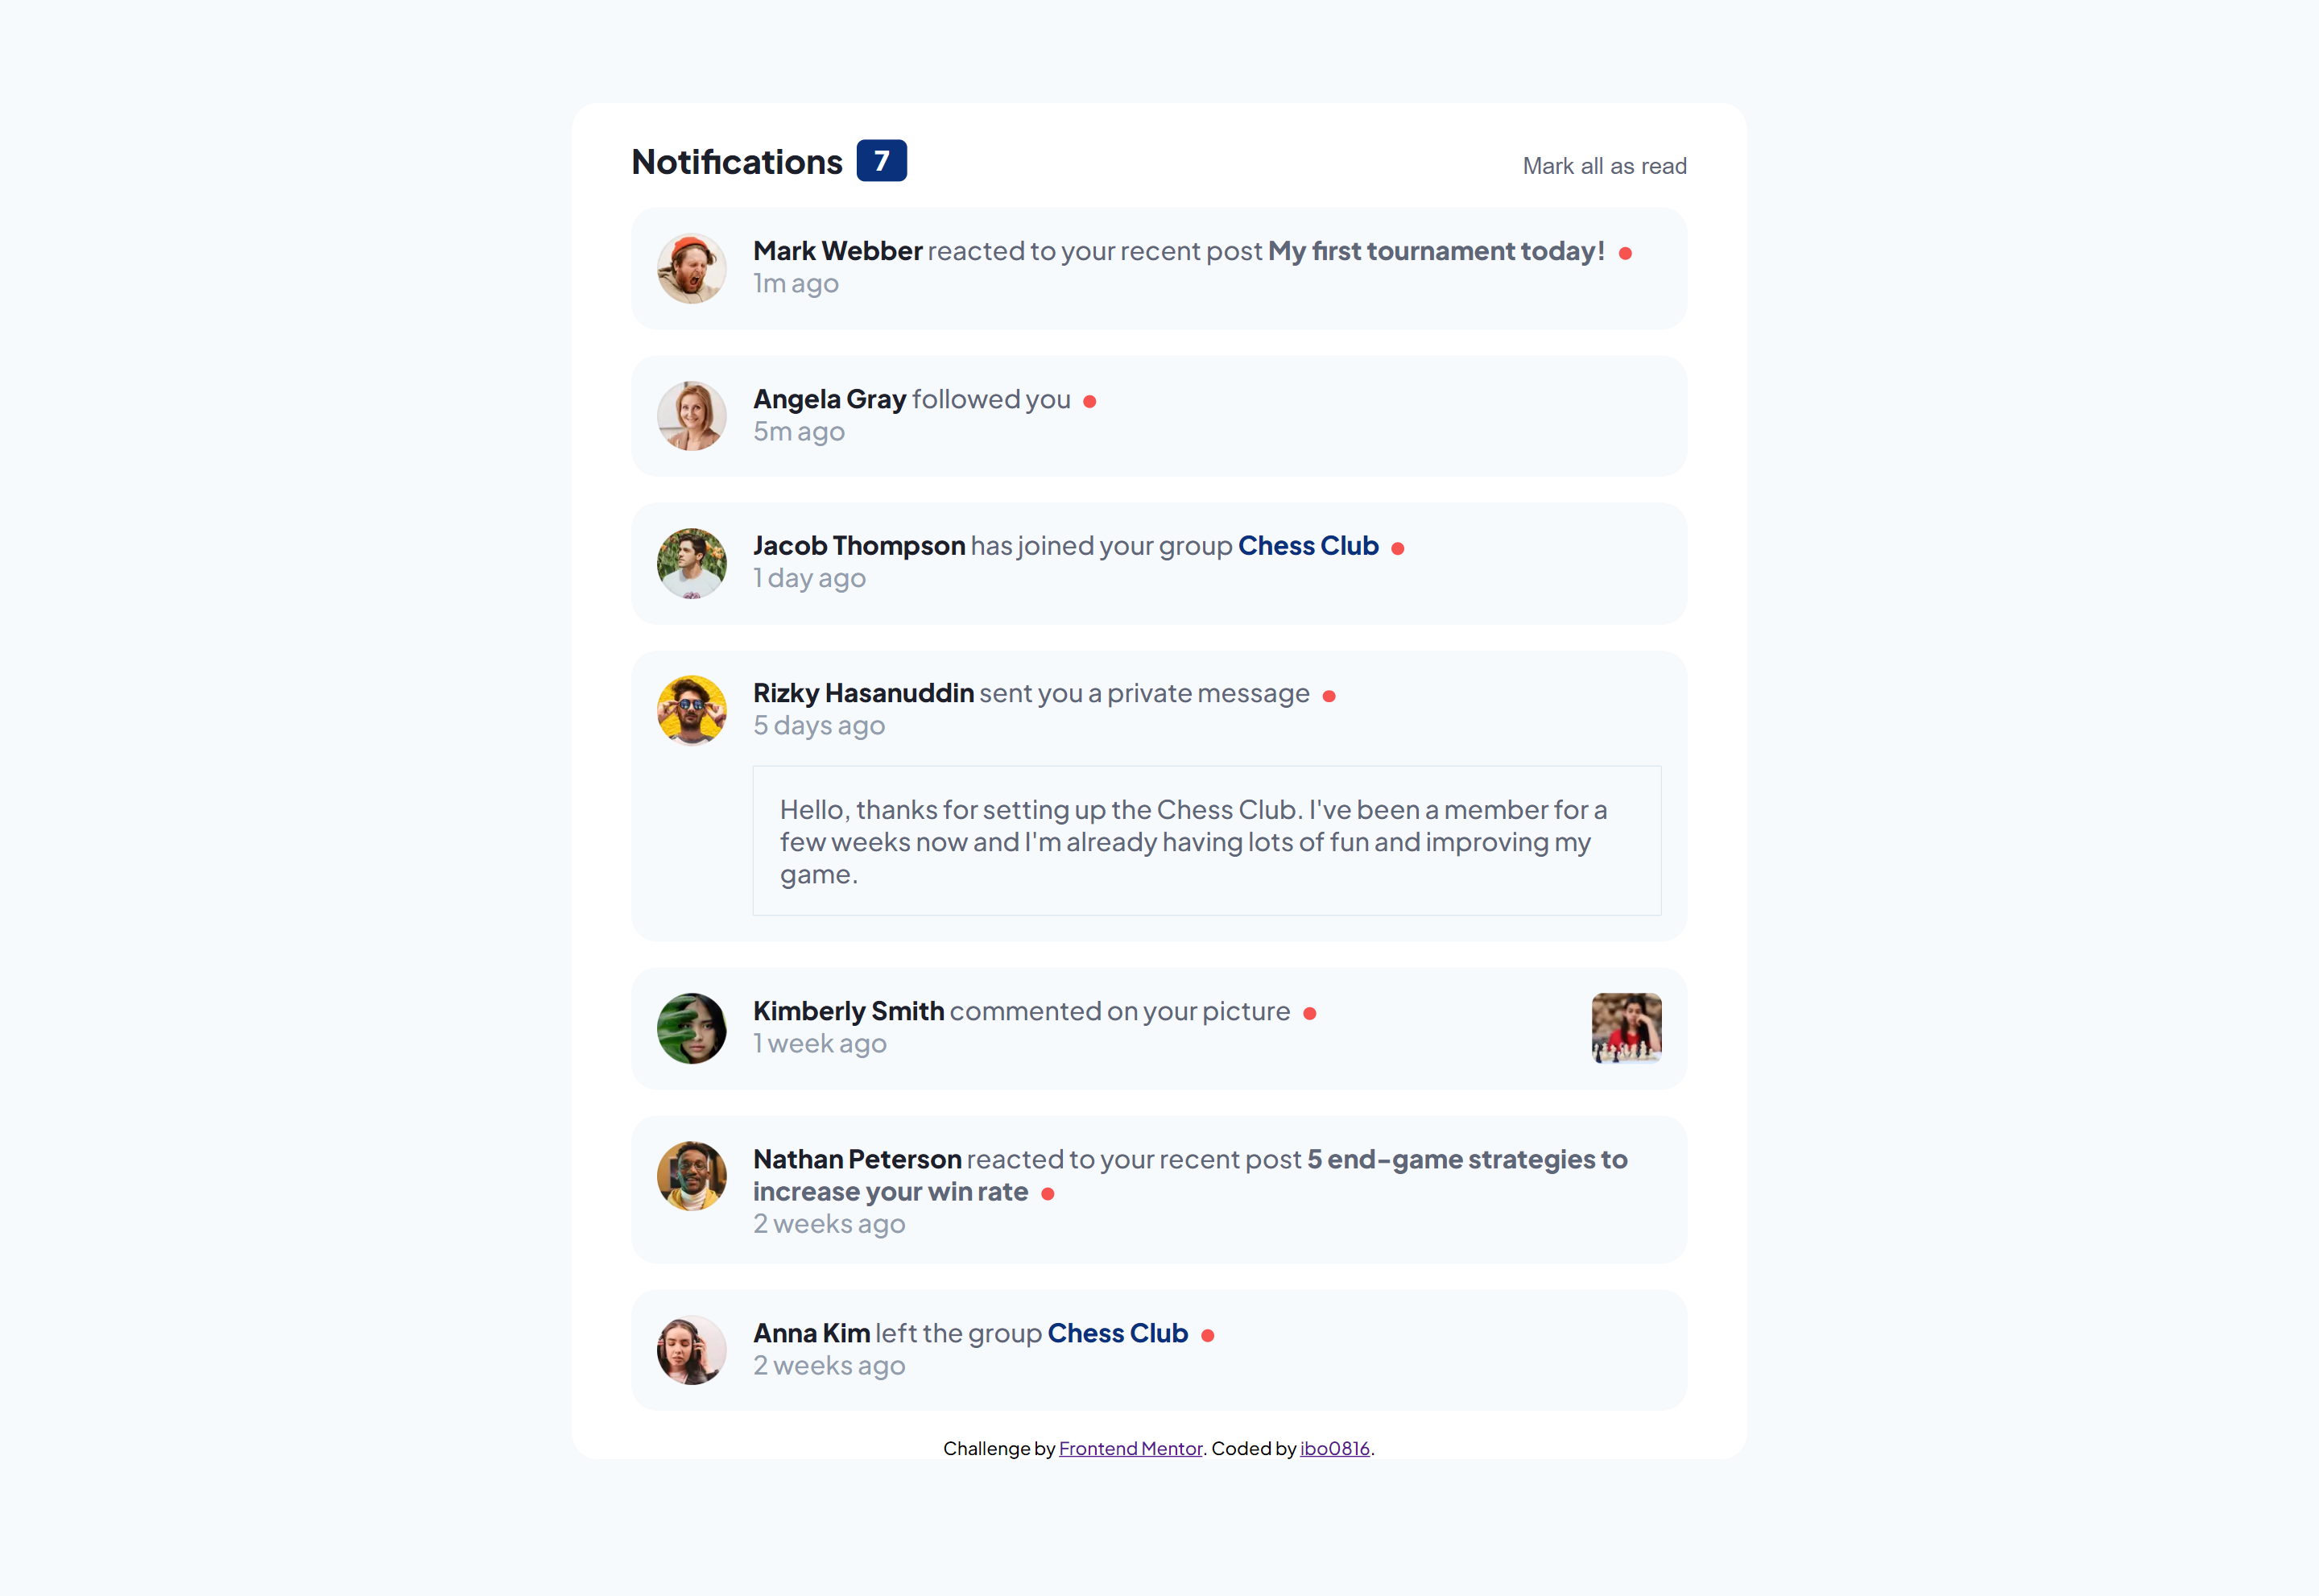 Notifications 7
Mark all as read
Mark Webber reacted to your recent post My first tournament today!
1m ago
Angela Gray followed you
5m ago
Jacob Thompson has joined your group Chess Club
1 day ago
Rizky Hasanuddin sent you a private message
5 days ago
Hello, thanks for setting up the Chess Club. I've been a member for a
few weeks now and I'm already having lots of fun and improving my
game.
Kimberly Smith commented on your picture
1 week ago
Nathan Peterson reacted to your recent post 5 end-game strategies to
increase your win rate
2 weeks ago
Anna Kim left the group Chess Club
2 weeks ago
Challenge by Frontend Mentor. Coded by ibo0816.